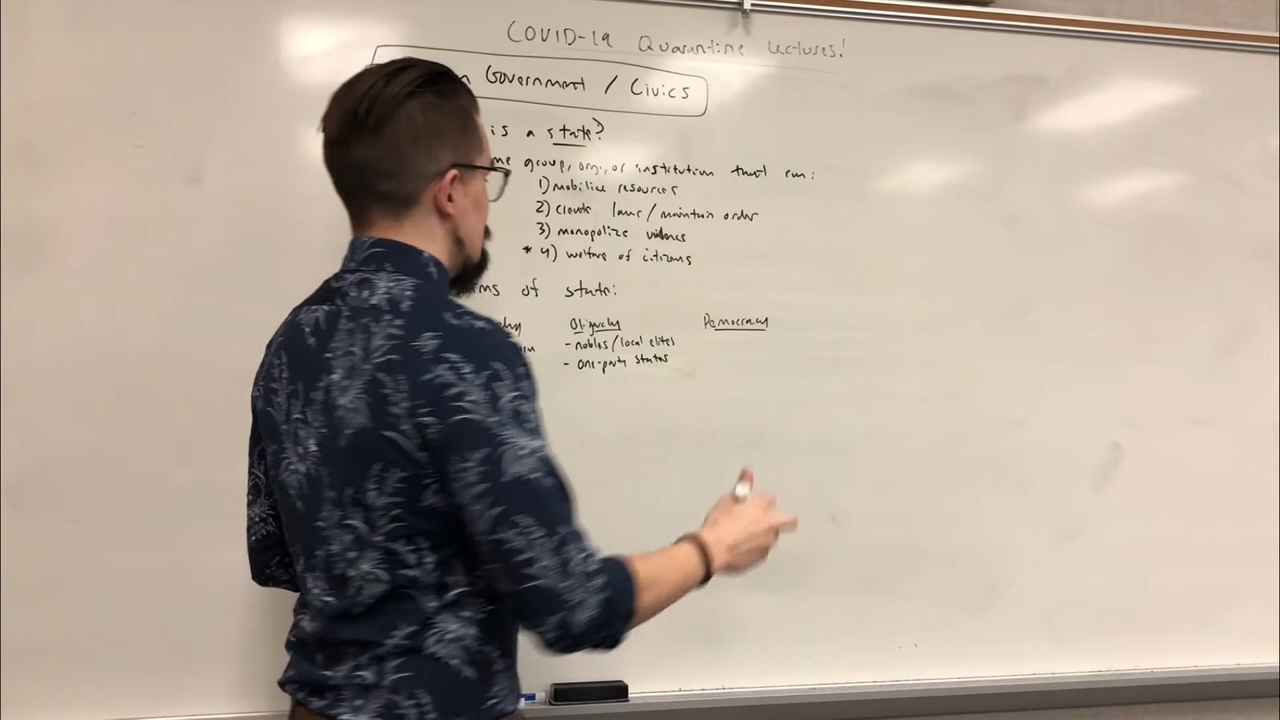 COVID-19 Quarantine Lectures!
Government / Civics
is a state?
me group, org., or institution that can:
1) mobilize resources
2) create laws / maintain order
3) monopolize violence
* 4) welfare of citizens
ms of state:
Oligarchy Democracy
- nobles / local elites
- one-party states